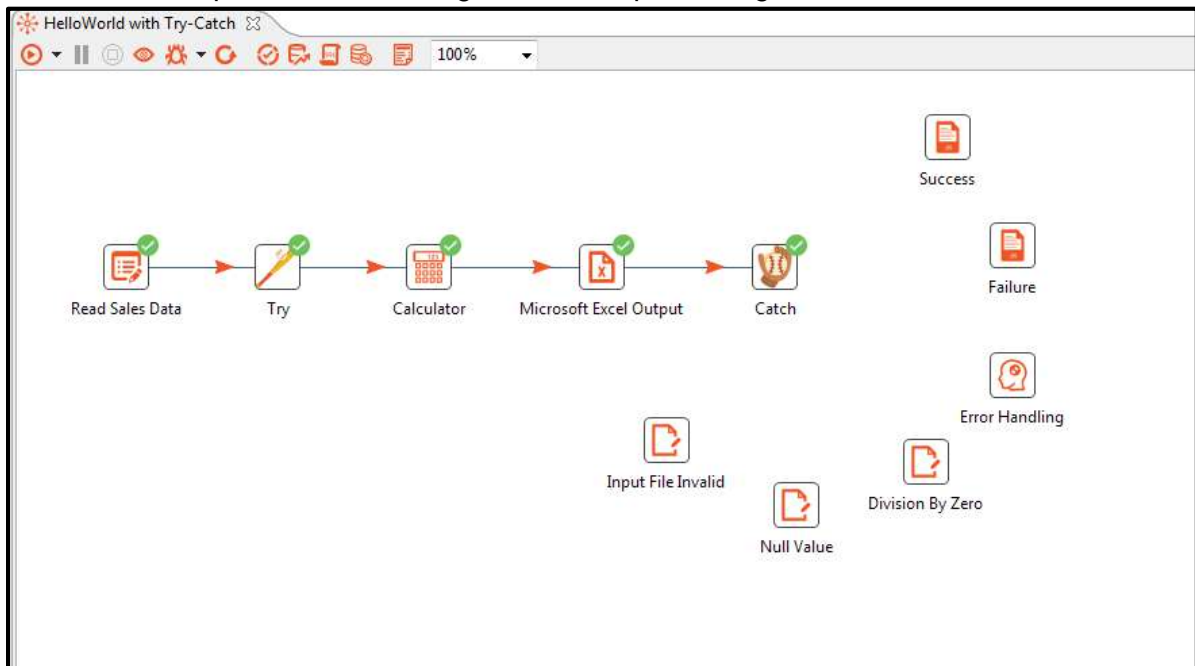 HelloWorld with Try-Catch
100%
Success
Failure
Read Sales Data
Try
Calculator
Microsoft Excel Output
Catch
Error Handling
Input File Invalid
Division By Zero
Null Value